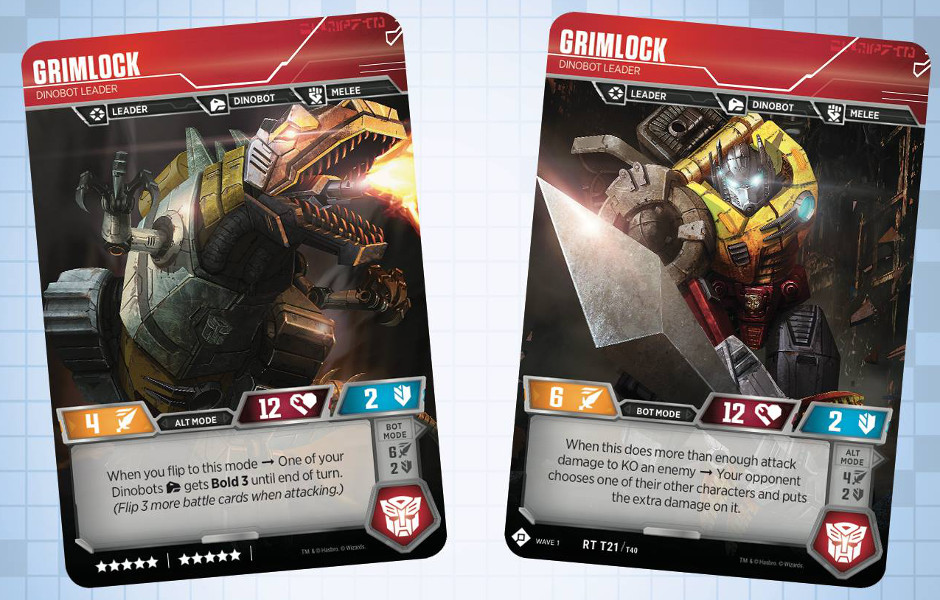 GRIMLOCK
DINOBOT LEADER
LEADER
DINOBOT
MELEE
4
ALT MODE
12
2
When you flip to this mode → One of your
Dinobots gets Bold 3 until end of turn.
(Flip 3 more battle cards when attacking.)
BOT
MODE
6
2
TM & © Hasbro. © Wizards.
GRIMLOCK
DINOBOT LEADER
LEADER
DINOBOT
MELEE
6
BOT MODE
12
2
When this does more than enough attack
damage to KO an enemy → Your opponent
chooses one of their other characters and puts
the extra damage on it.
ALT
MODE
4
2
WAVE 1
RT T21/T40
TM & © Hasbro. © Wizards.